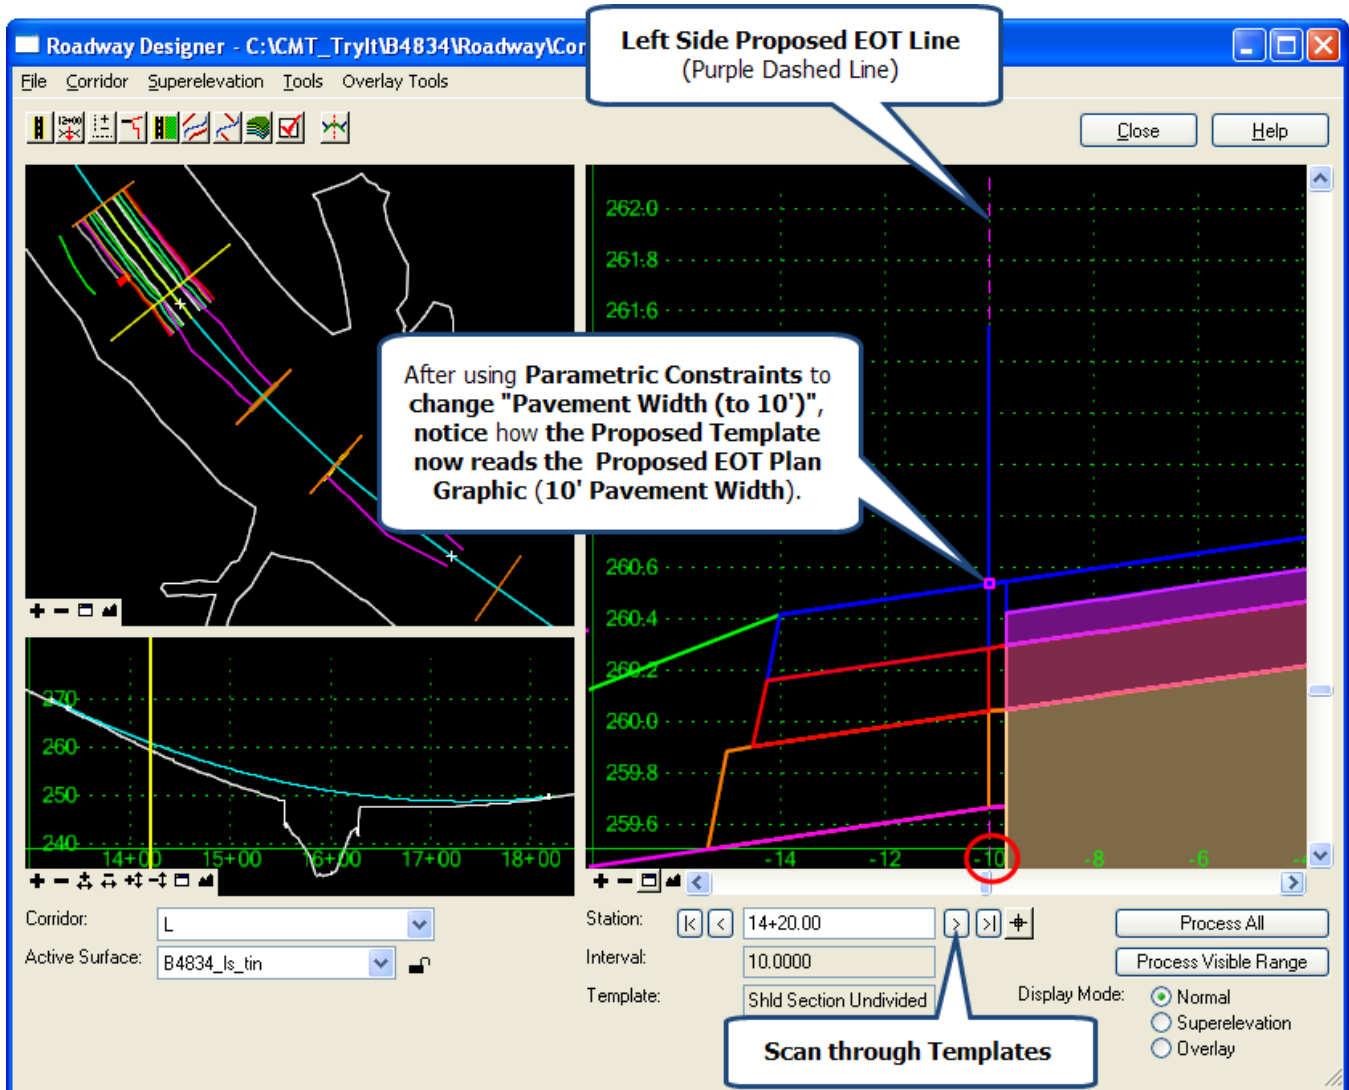 Roadway Designer - C:\CMT_TryIt\B4834\Roadway\Cor
Left Side Proposed EOT Line
(Purple Dashed Line)
File Corridor Superelevation Tools Overlay Tools
12+00
Close Help
262.0
261.8
261.6
After using Parametric Constraints to
change "Pavement Width (to 10')",
notice how the Proposed Template
now reads the Proposed EOT Plan
Graphic (10' Pavement Width).
260.6
260.4
260.2
260.0
259.8
259.6
-14 -12 -10 -8 -6 -4
270
260
250
240
14+00 15+00 16+00 17+00 18+00
Corridor: L
Active Surface: B4834_ls_tin
Station: 14+20.00
Interval: 10.0000
Template: Shld Section Undivided
Process All
Process Visible Range
Display Mode: Normal
Superelevation
Overlay
Scan through Templates